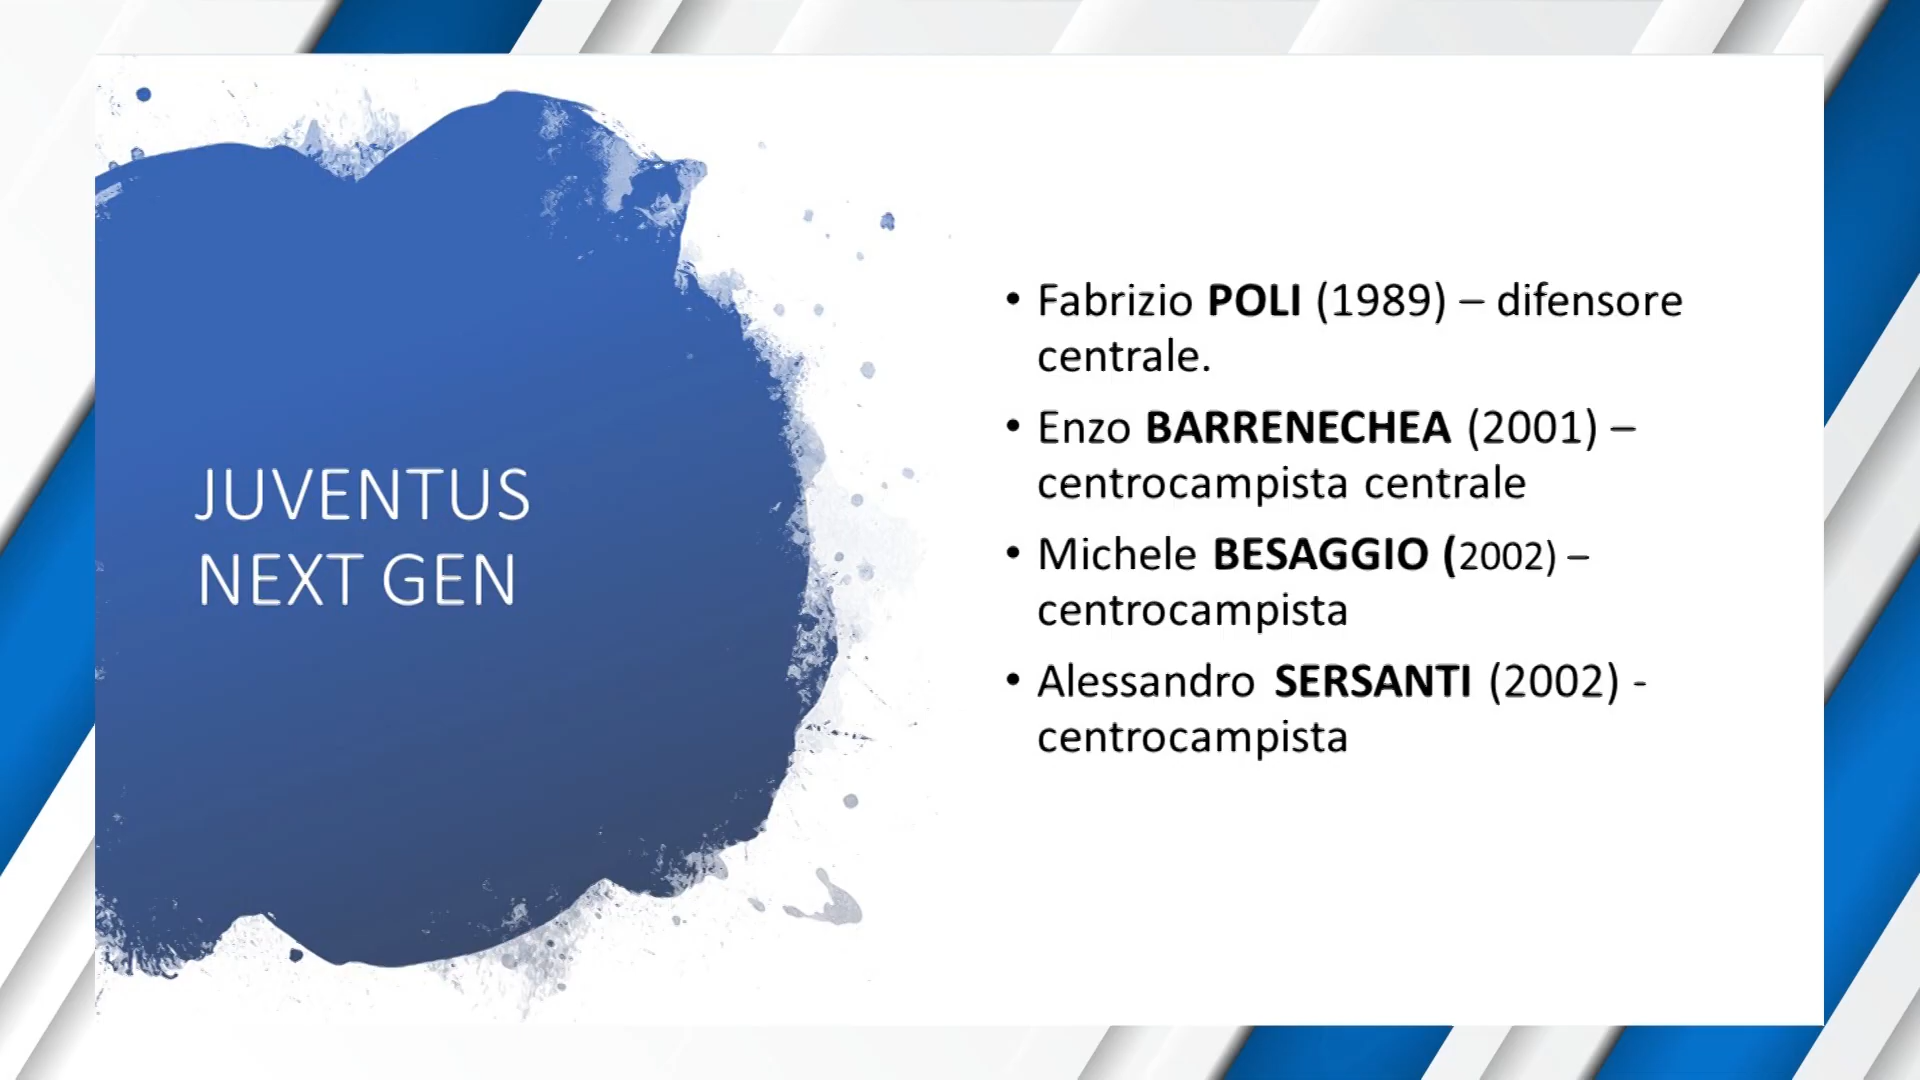 JUVENTUS
NEXT GEN
• Fabrizio POLI (1989) – difensore
centrale.
• Enzo BARRENECHEA (2001) –
centrocampista centrale
• Michele BESAGGIO (2002) –
centrocampista
• Alessandro SERSANTI (2002) -
centrocampista